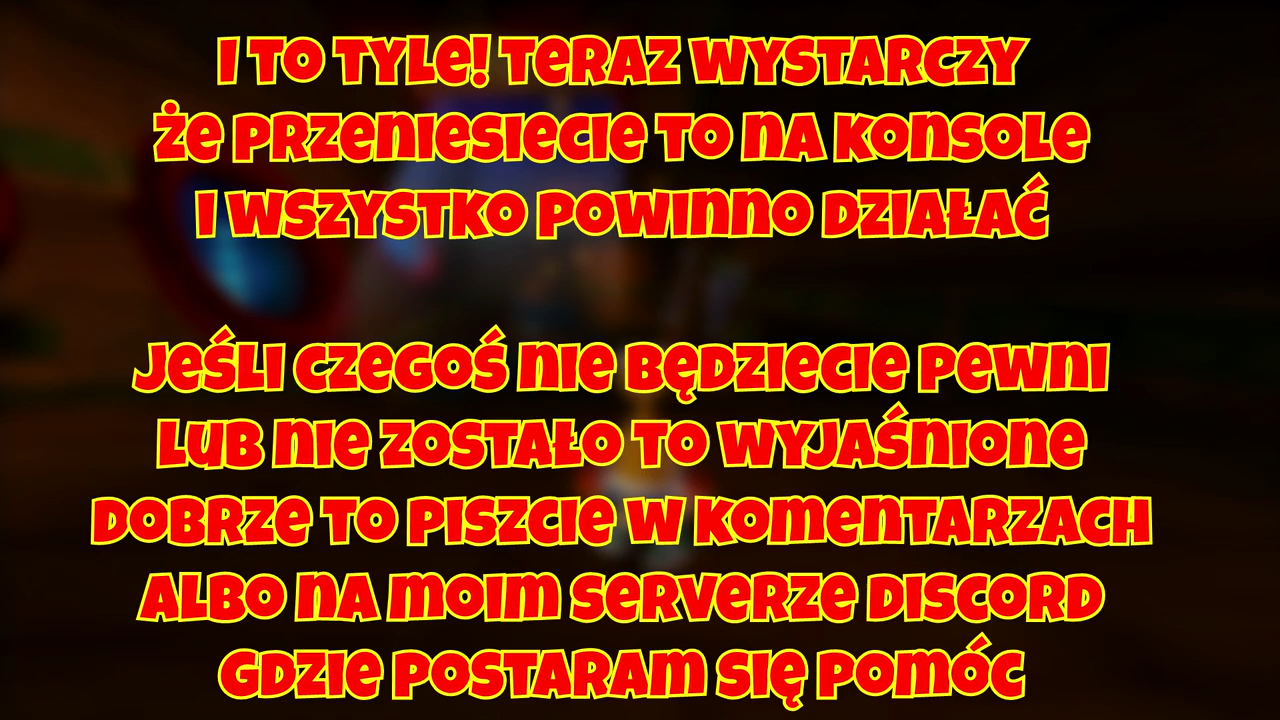 I TO TYLE! TERAZ WYSTARCZY
ŻE PRZENIESIECIE TO NA KONSOLE
I WSZYSTKO POWINNO DZIAŁAĆ
JEŚLI CZEGOŚ NIE BĘDZIECIE PEWNI
LUB NIE ZOSTAŁO TO WYJAŚNIONE
DOBRZE TO PISZCIE W KOMENTARZACH
ALBO NA MOIM SERVERZE DISCORD
GDZIE POSTARAM SIĘ POMÓC